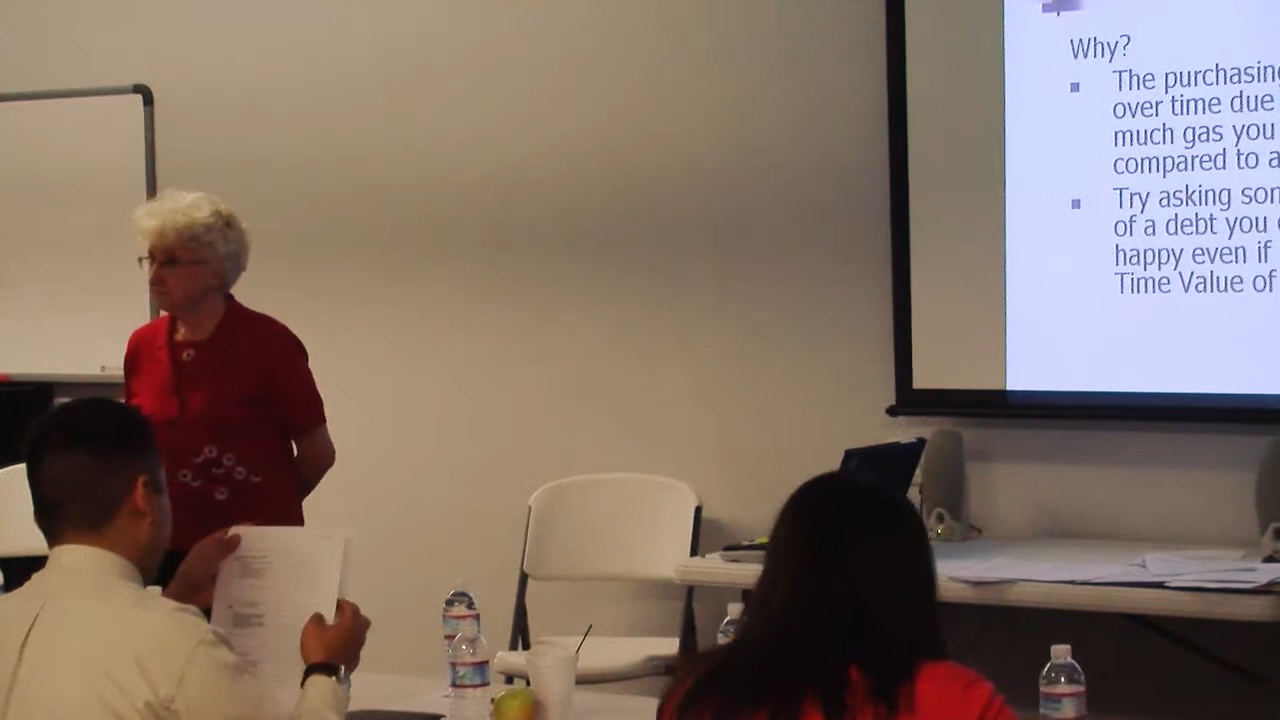 Why?
The purchasing
over time due
much gas you
compared to a
Try asking som
of a debt you
happy even if
Time Value of